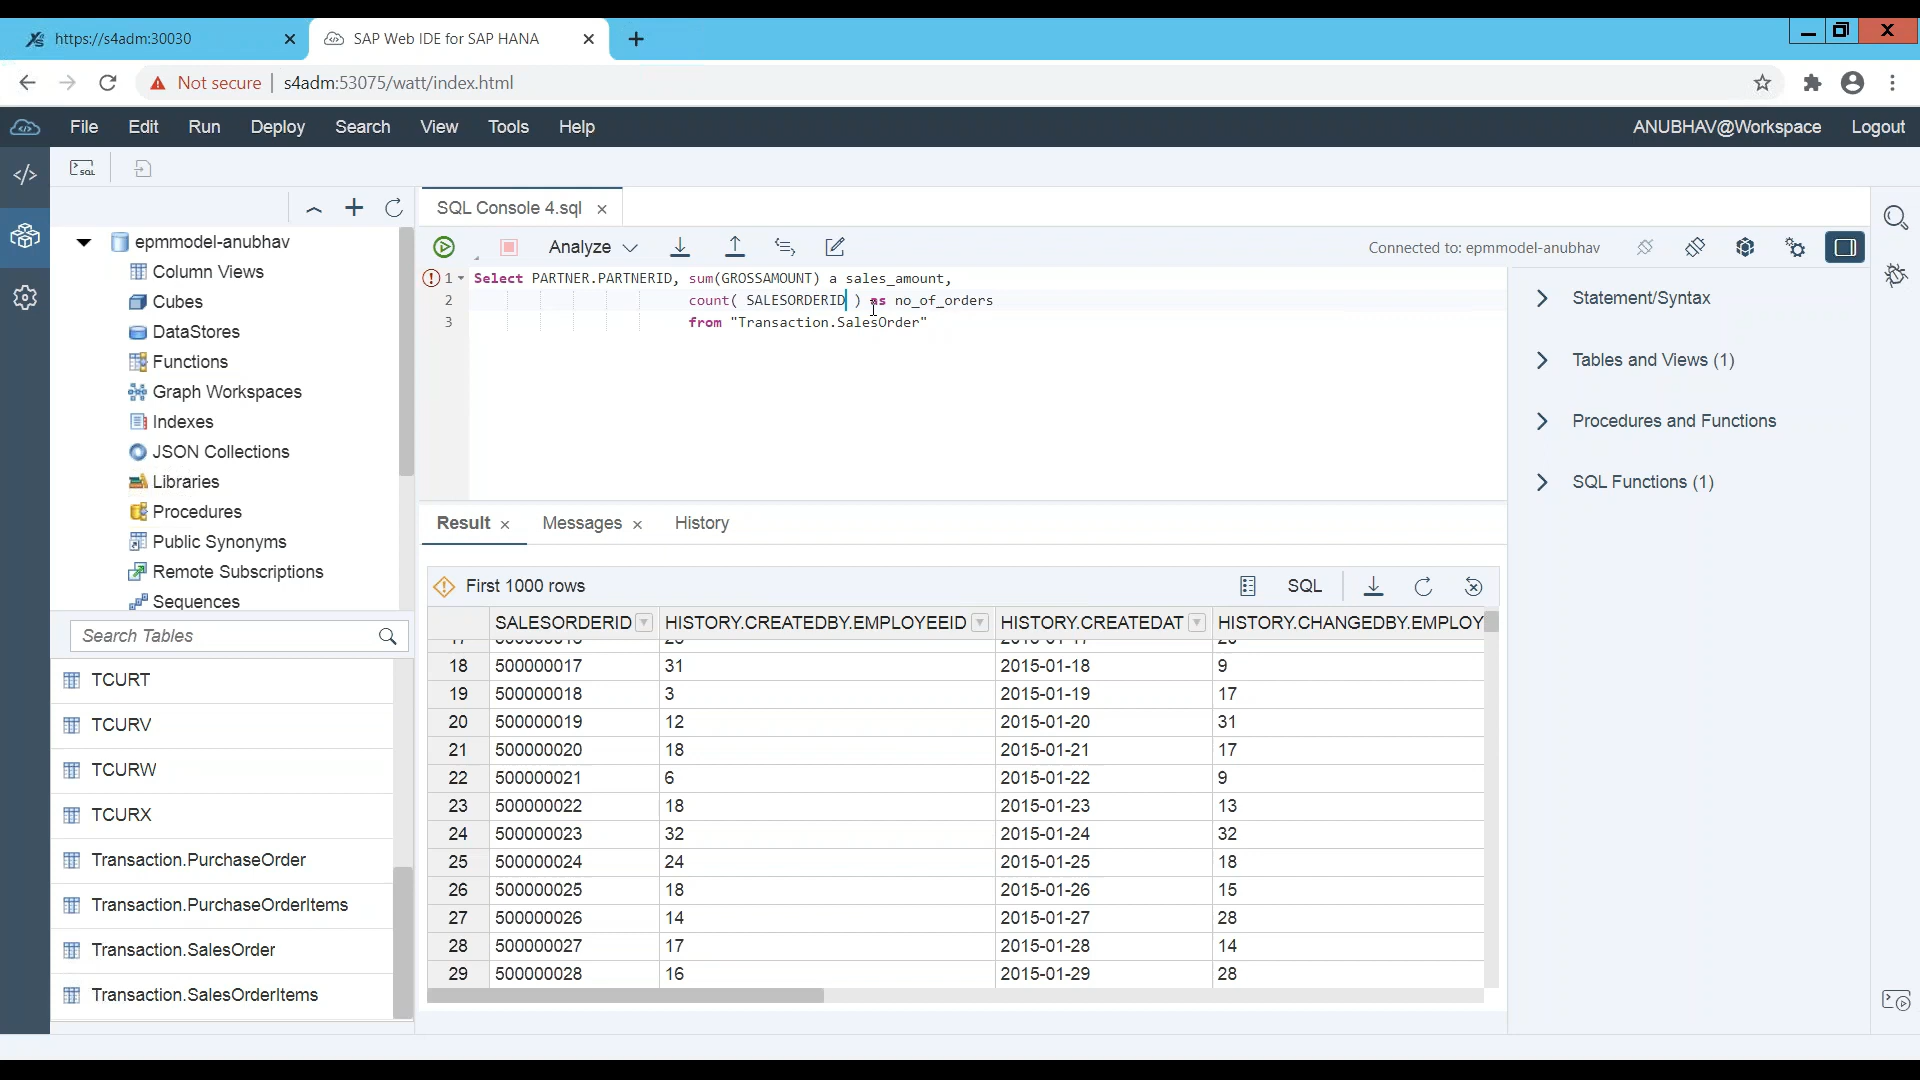 https://s4adm:30030
SAP Web IDE for SAP HANA
Not secure
s4adm:53075/watt/index.html
File Edit Run Deploy Search View Tools Help
ANUBHAV@Workspace Logout
SQL
epmmodel-anubhav
Column Views
Cubes
DataStores
Functions
Graph Workspaces
Indexes
JSON Collections
Libraries
Procedures
Public Synonyms
Remote Subscriptions
Sequences
Search Tables
TCURT
TCURV
TCURW
TCURX
Transaction.PurchaseOrder
Transaction.PurchaseOrderItems
Transaction.SalesOrder
Transaction.SalesOrderItems
SQL Console 4.sql
Analyze
Connected to: epmmodel-anubhav
1 Select PARTNER.PARTNERID, sum(GROSSAMOUNT) a sales_amount,
2 count( SALESORDERID ) as no_of_orders
3 from "Transaction.SalesOrder"
Result Messages History
First 1000 rows
SQL
SALESORDERID HISTORY.CREATEDBY.EMPLOYEEID HISTORY.CREATEDAT HISTORY.CHANGEDBY.EMPLOY
18 500000017 31 2015-01-18 9
19 500000018 3 2015-01-19 17
20 500000019 12 2015-01-20 31
21 500000020 18 2015-01-21 17
22 500000021 6 2015-01-22 9
23 500000022 18 2015-01-23 13
24 500000023 32 2015-01-24 32
25 500000024 24 2015-01-25 18
26 500000025 18 2015-01-26 15
27 500000026 14 2015-01-27 28
28 500000027 17 2015-01-28 14
29 500000028 16 2015-01-29 28
Statement/Syntax
Tables and Views (1)
Procedures and Functions
SQL Functions (1)